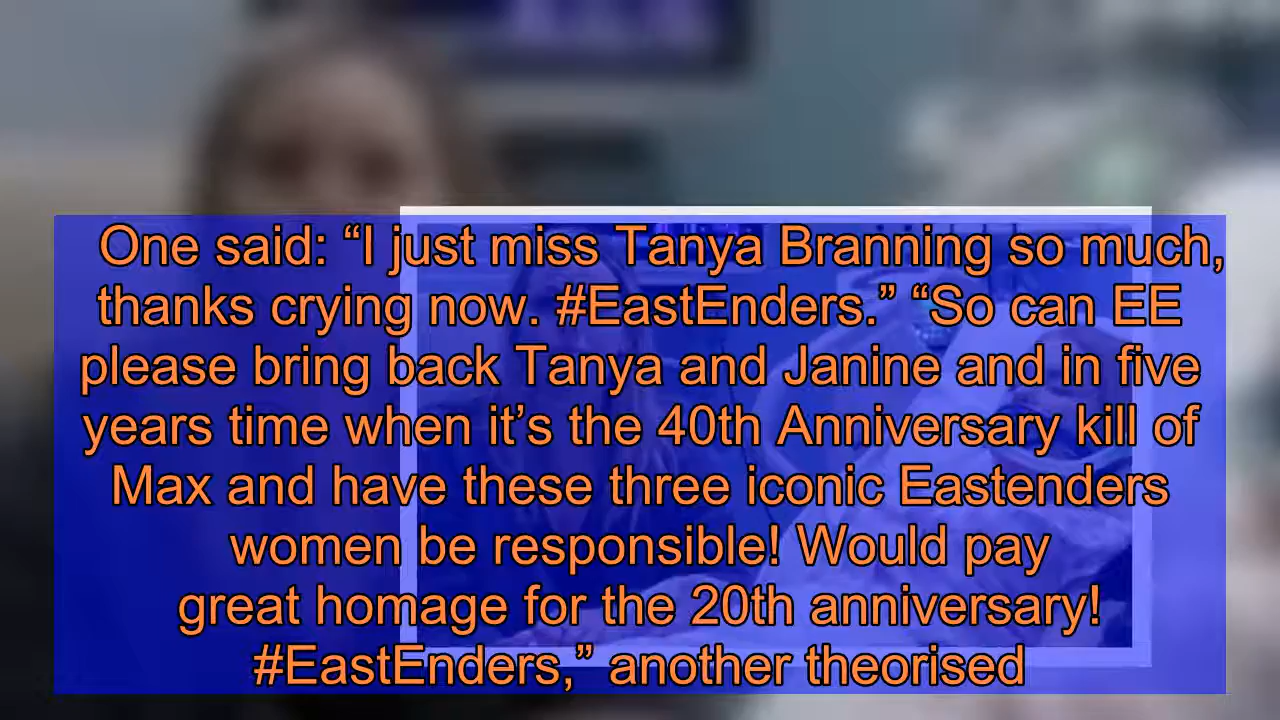 One said: “I just miss Tanya Branning so much,
thanks crying now. #EastEnders.” “So can EE
please bring back Tanya and Janine and in five
years time when it’s the 40th Anniversary kill of
Max and have these three iconic Eastenders
women be responsible! Would pay
great homage for the 20th anniversary!
#EastEnders,” another theorised